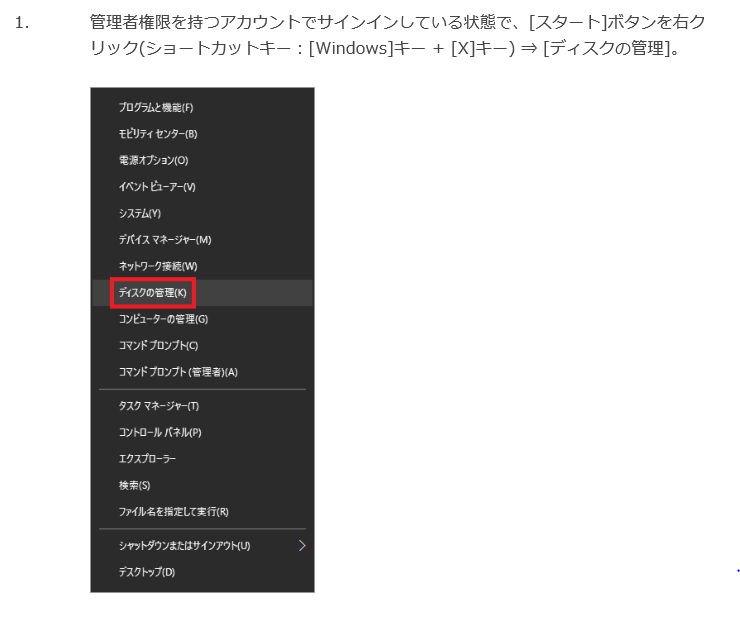 1. 管理者権限を持つアカウントでサインインしている状態で、[スタート]ボタンを右ク
リック(ショートカットキー：[Windows]キー + [X]キー) ⇒ [ディスクの管理]。
プログラムと機能(F)
モビリティ センター(B)
電源オプション(O)
イベント ビューアー(V)
システム(Y)
デバイス マネージャー(M)
ネットワーク接続(W)
ディスクの管理(K)
コンピューターの管理(G)
コマンド プロンプト(C)
コマンド プロンプト (管理者)(A)
タスク マネージャー(T)
コントロール パネル(P)
エクスプローラー
検索(S)
ファイル名を指定して実行(R)
シャットダウンまたはサインアウト(U)
デスクトップ(D)